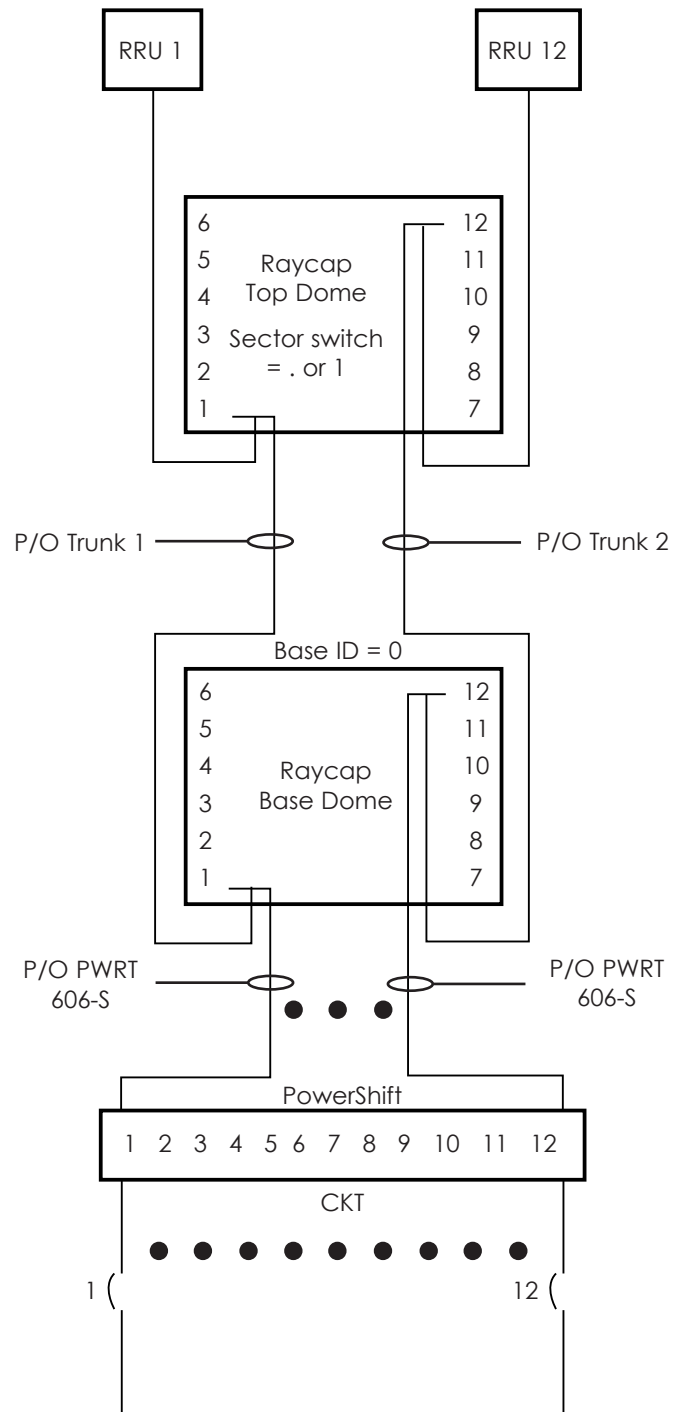 RRU 1
RRU 12
6
5
4
3
2
1
Raycap
Top Dome
Sector switch
= . or 1
12
11
10
9
8
7
P/O Trunk 1
P/O Trunk 2
Base ID = 0
6
5
4
3
2
1
Raycap
Base Dome
12
11
10
9
8
7
P/O PWRT
606-S
P/O PWRT
606-S
PowerShift
1 2 3 4 5 6 7 8 9 10 11 12
CKT
1
12